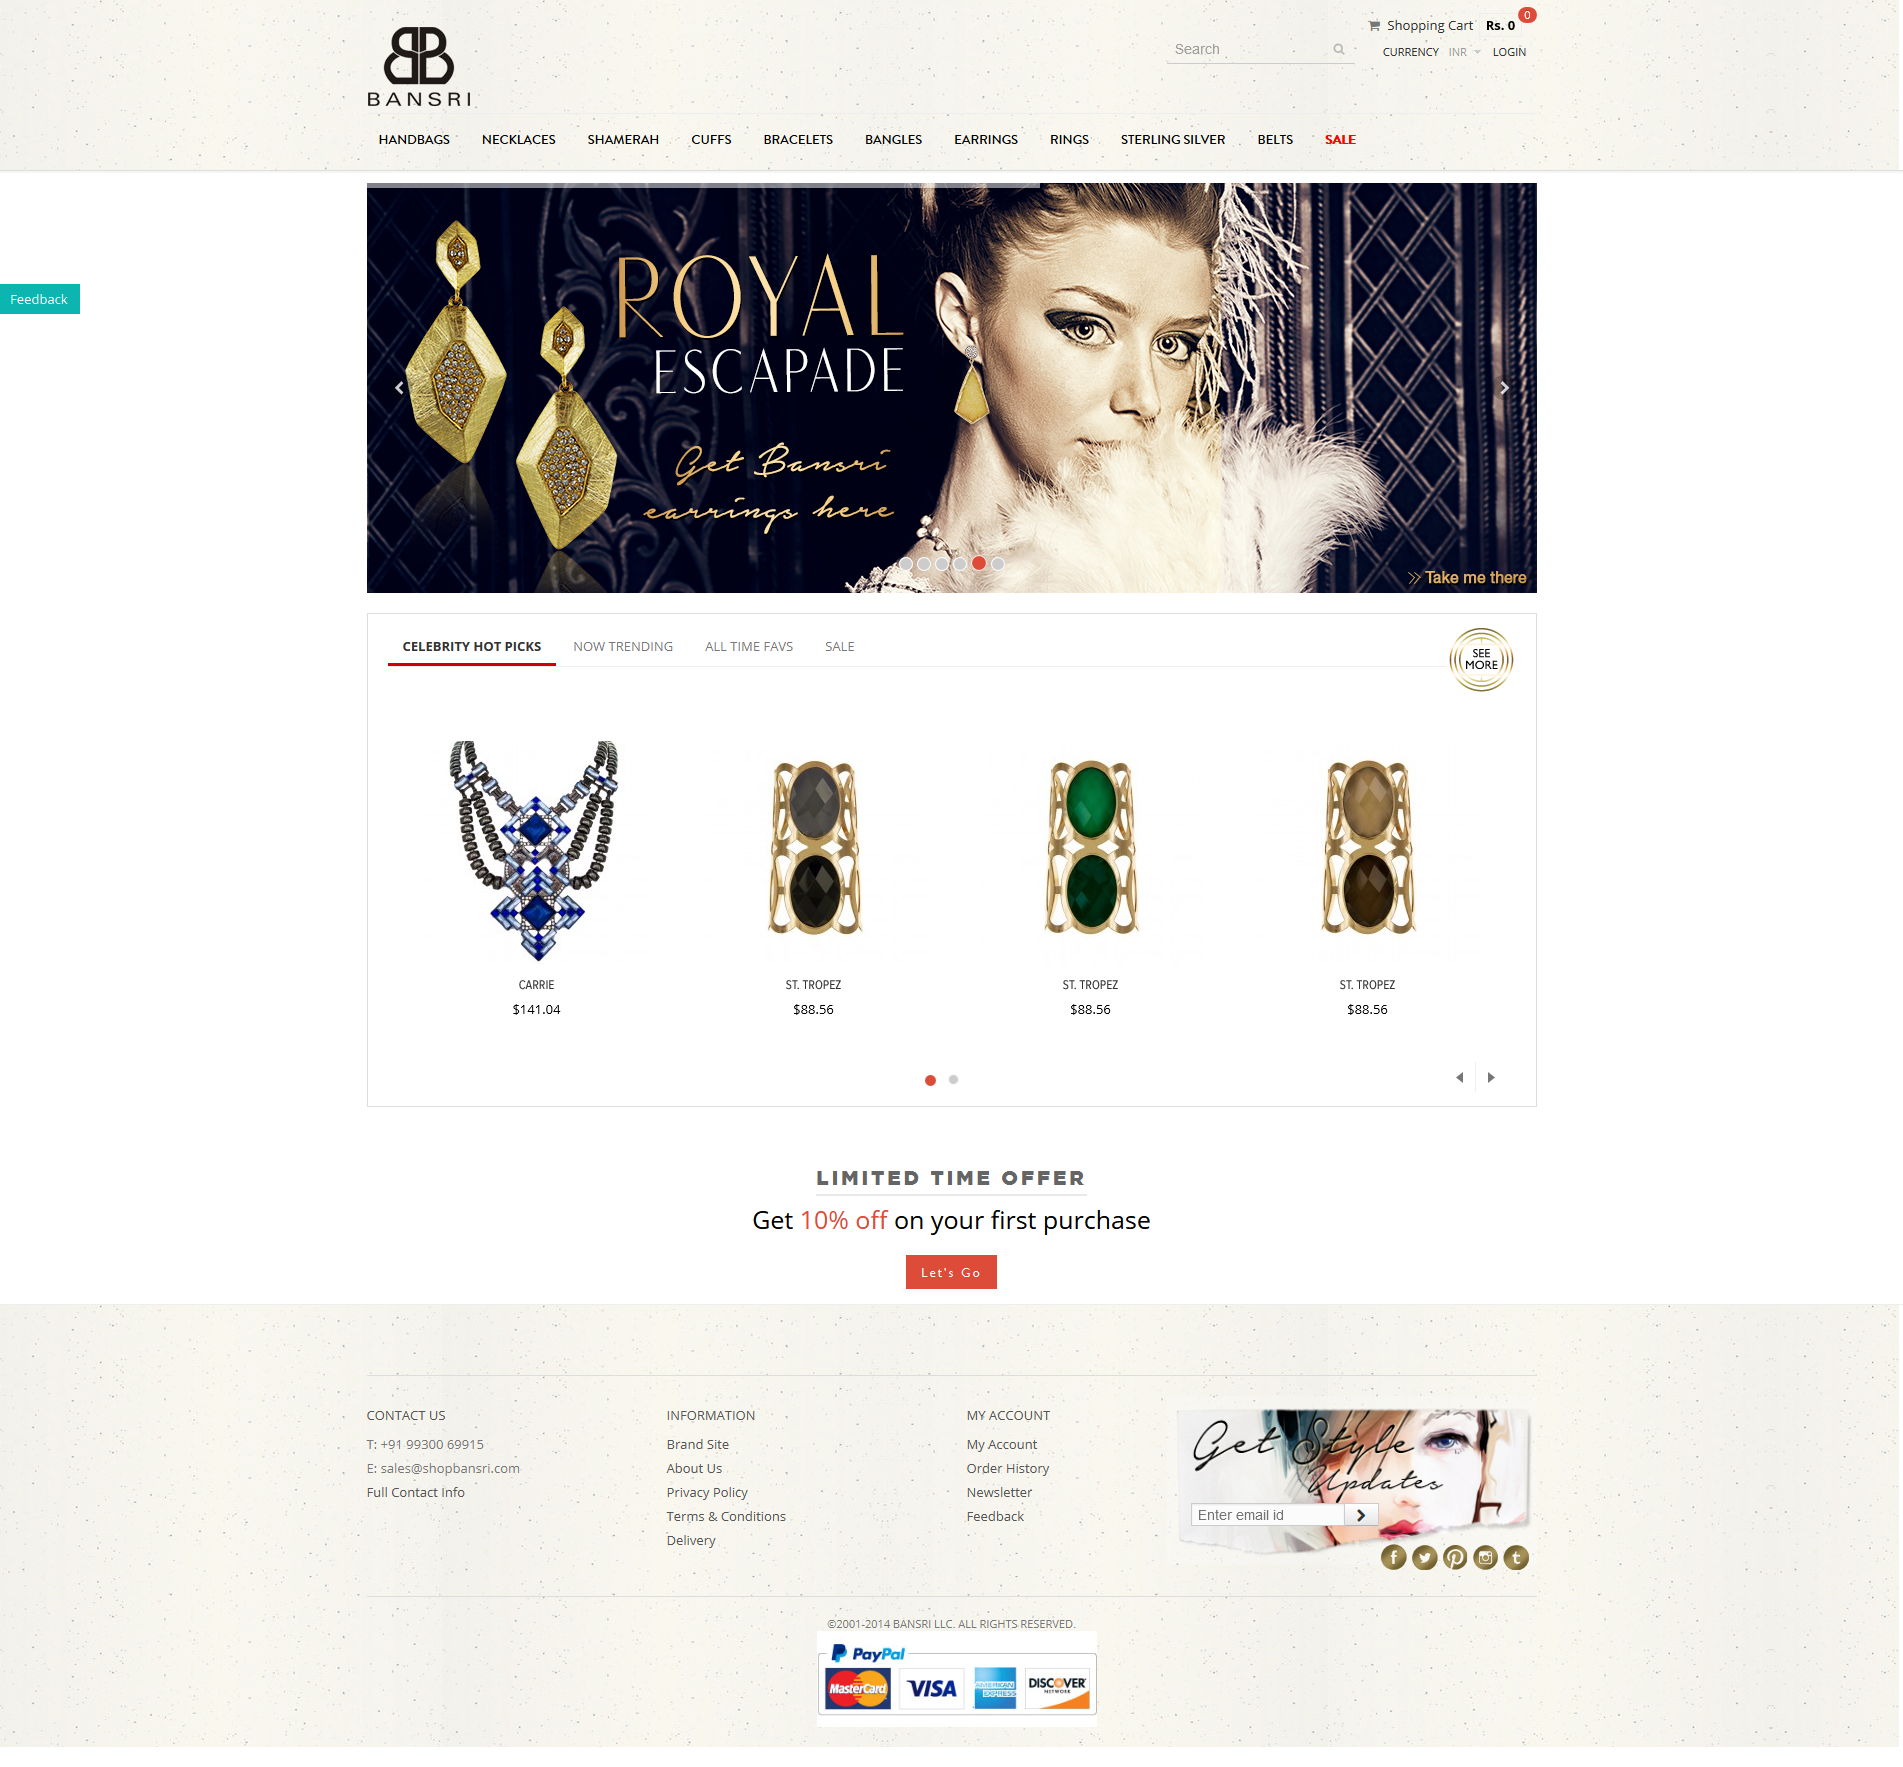 Shopping Cart Rs. 0 0
Search
CURRENCY INR LOGIN
BB
BANSRI
HANDBAGS NECKLACES SHAMERAH CUFFS BRACELETS BANGLES EARRINGS RINGS STERLING SILVER BELTS SALE
Feedback
ROYAL
ESCAPADE
Get Bansri
earrings here
Take me there
CELEBRITY HOT PICKS NOW TRENDING ALL TIME FAVS SALE
SEE
MORE
CARRIE ST. TROPEZ ST. TROPEZ ST. TROPEZ
$141.04 $88.56 $88.56 $88.56
LIMITED TIME OFFER
Get 10% off on your first purchase
Let's Go
CONTACT US
T: +91 99300 69915
E: sales@shopbansri.com
Full Contact Info
INFORMATION
Brand Site
About Us
Privacy Policy
Terms & Conditions
Delivery
MY ACCOUNT
My Account
Order History
Newsletter
Feedback
Get Style
Updates
Enter email id
©2001-2014 BANSRI LLC. ALL RIGHTS RESERVED.
PayPal
MasterCard VISA AMERICAN EXPRESS DISCOVER NETWORK